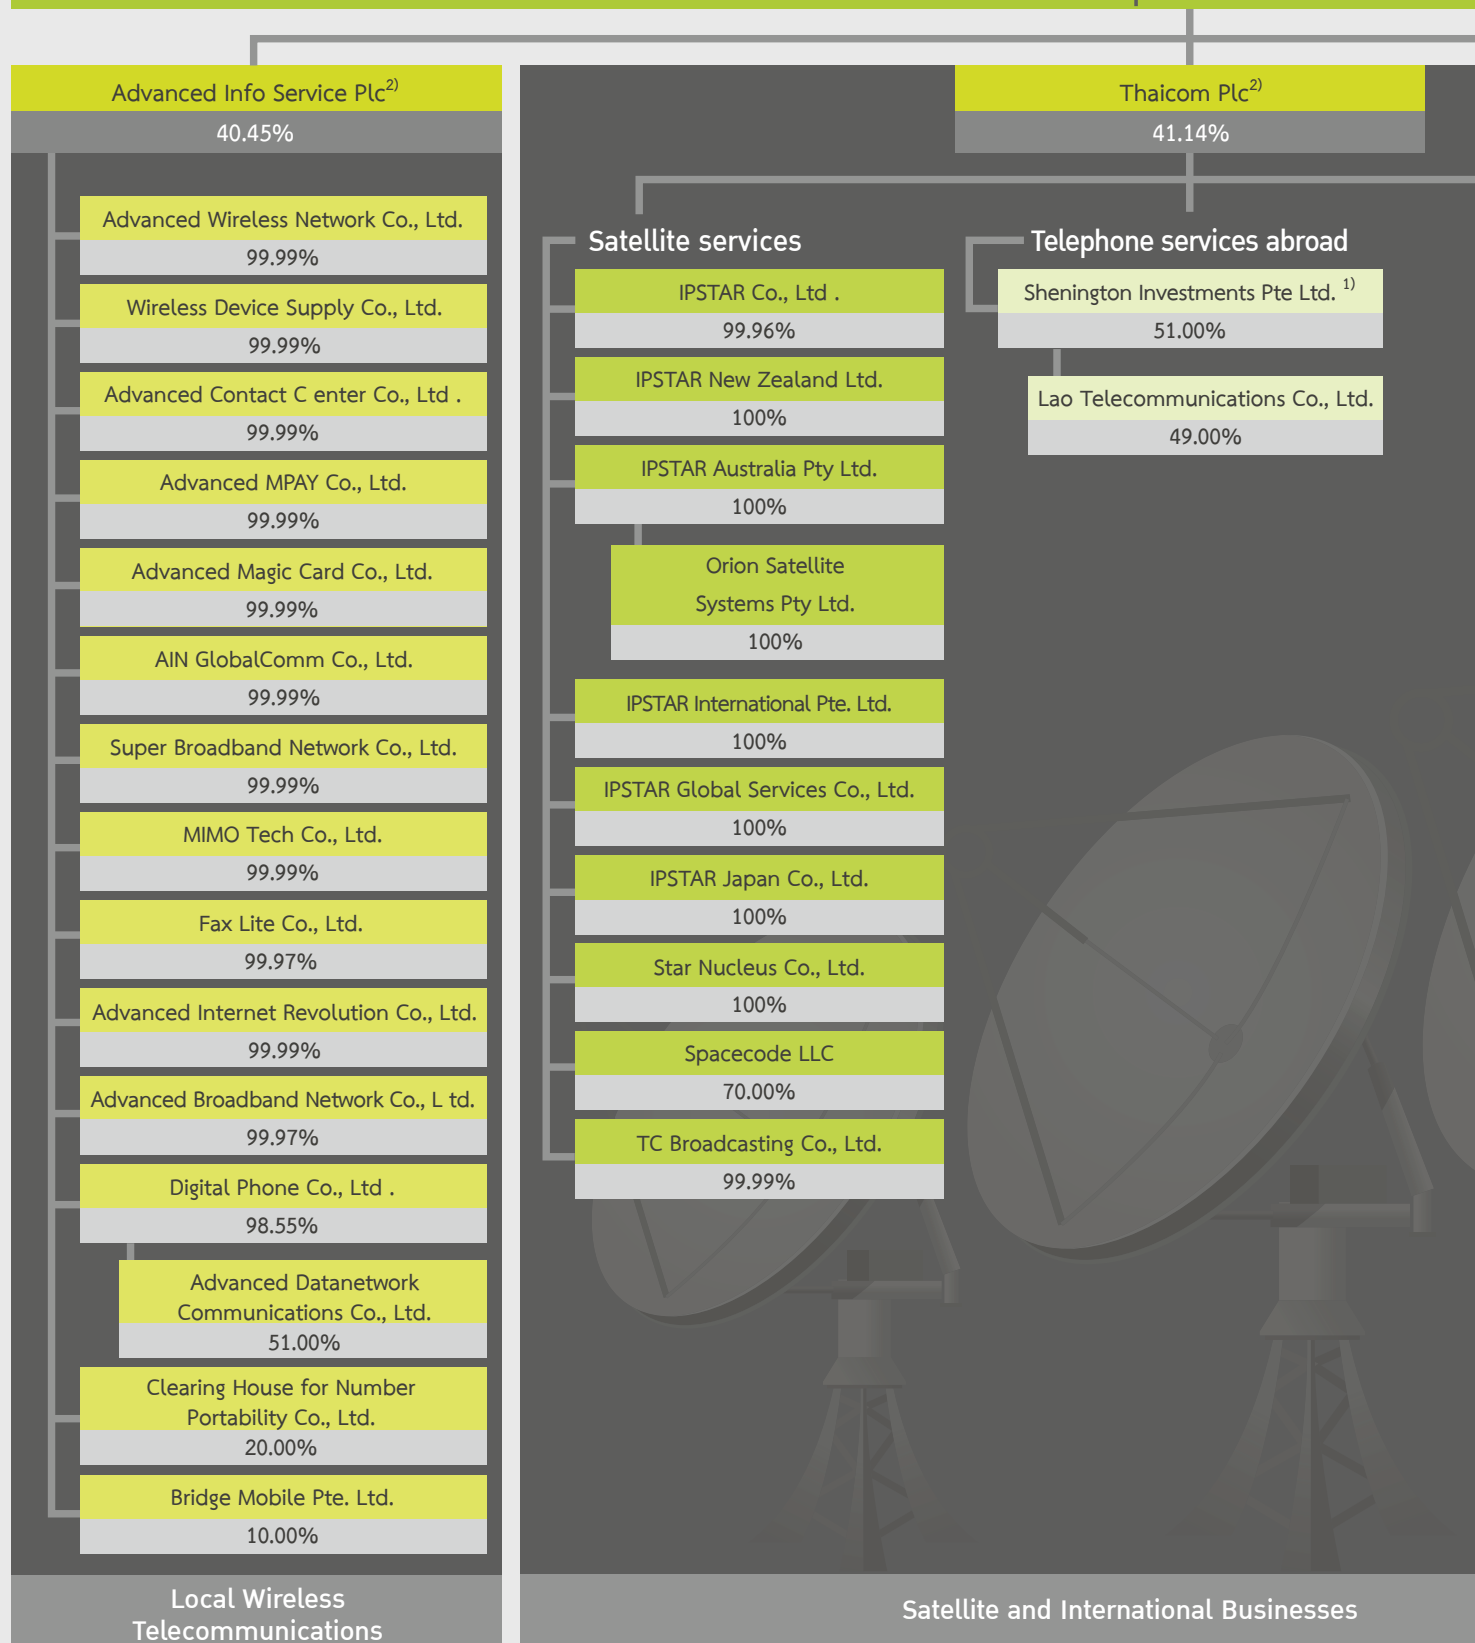 Advanced Info Service Plc2)
40.45%
Advanced Wireless Network Co., Ltd.
99.99%
Wireless Device Supply Co., Ltd.
99.99%
Advanced Contact C enter Co., Ltd .
99.99%
Advanced MPAY Co., Ltd.
99.99%
Advanced Magic Card Co., Ltd.
99.99%
AIN GlobalComm Co., Ltd.
99.99%
Super Broadband Network Co., Ltd.
99.99%
MIMO Tech Co., Ltd.
99.99%
Fax Lite Co., Ltd.
99.97%
Advanced Internet Revolution Co., Ltd.
99.99%
Advanced Broadband Network Co., L td.
99.97%
Digital Phone Co., Ltd .
98.55%
Advanced Datanetwork
Communications Co., Ltd.
51.00%
Clearing House for Number
Portability Co., Ltd.
20.00%
Bridge Mobile Pte. Ltd.
10.00%
Local Wireless
Telecommunications
Thaicom Plc2)
41.14%
Satellite services
IPSTAR Co., Ltd .
99.96%
IPSTAR New Zealand Ltd.
100%
IPSTAR Australia Pty Ltd.
100%
Orion Satellite
Systems Pty Ltd.
100%
IPSTAR International Pte. Ltd.
100%
IPSTAR Global Services Co., Ltd.
100%
IPSTAR Japan Co., Ltd.
100%
Star Nucleus Co., Ltd.
100%
Spacecode LLC
70.00%
TC Broadcasting Co., Ltd.
99.99%
Telephone services abroad
Shenington Investments Pte Ltd. 1)
51.00%
Lao Telecommunications Co., Ltd.
49.00%
Satellite and International Businesses